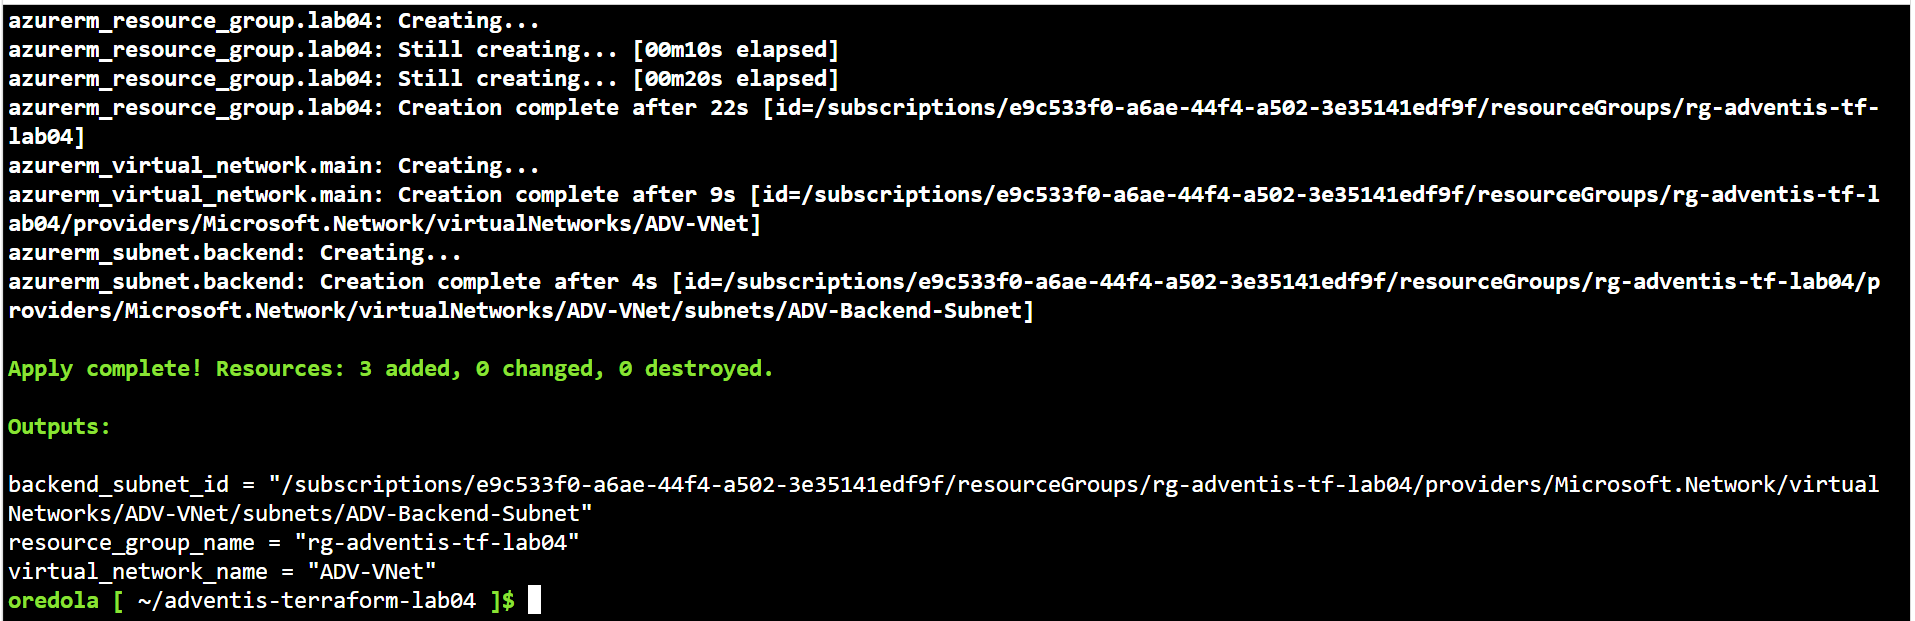 azurerm_resource_group.lab04: Creating...
azurerm_resource_group.lab04: Still creating... [00m10s elapsed]
azurerm_resource_group.lab04: Still creating... [00m20s elapsed]
azurerm_resource_group.lab04: Creation complete after 22s [id=/subscriptions/e9c533f0-a6ae-44f4-a502-3e35141edf9f/resourceGroups/rg-adventis-tf-
lab04]
azurerm_virtual_network.main: Creating...
azurerm_virtual_network.main: Creation complete after 9s [id=/subscriptions/e9c533f0-a6ae-44f4-a502-3e35141edf9f/resourceGroups/rg-adventis-tf-l
ab04/providers/Microsoft.Network/virtualNetworks/ADV-VNet]
azurerm_subnet.backend: Creating...
azurerm_subnet.backend: Creation complete after 4s [id=/subscriptions/e9c533f0-a6ae-44f4-a502-3e35141edf9f/resourceGroups/rg-adventis-tf-lab04/p
roviders/Microsoft.Network/virtualNetworks/ADV-VNet/subnets/ADV-Backend-Subnet]
Apply complete! Resources: 3 added, 0 changed, 0 destroyed.
Outputs:
backend_subnet_id = "/subscriptions/e9c533f0-a6ae-44f4-a502-3e35141edf9f/resourceGroups/rg-adventis-tf-lab04/providers/Microsoft.Network/virtual
Networks/ADV-VNet/subnets/ADV-Backend-Subnet"
resource_group_name = "rg-adventis-tf-lab04"
virtual_network_name = "ADV-VNet"
oredola [ ~/adventis-terraform-lab04 ]$